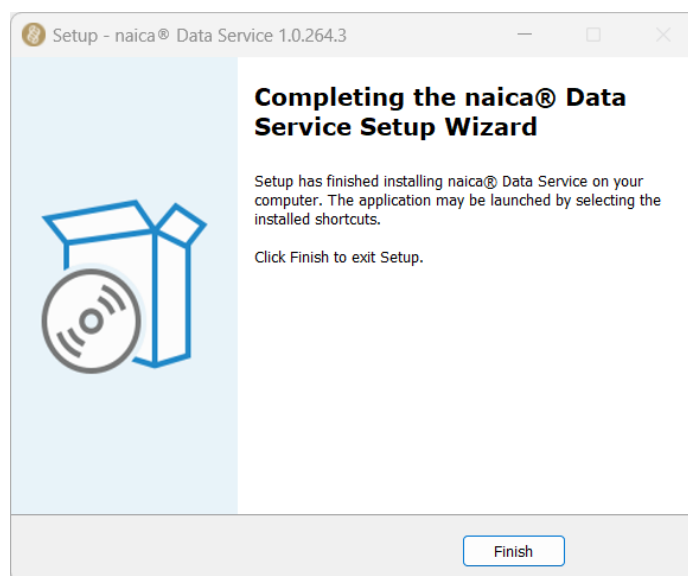 Setup - naica® Data Service 1.0.264.3
Completing the naica® Data
Service Setup Wizard
Setup has finished installing naica® Data Service on your
computer. The application may be launched by selecting the
installed shortcuts.
Click Finish to exit Setup.
Finish